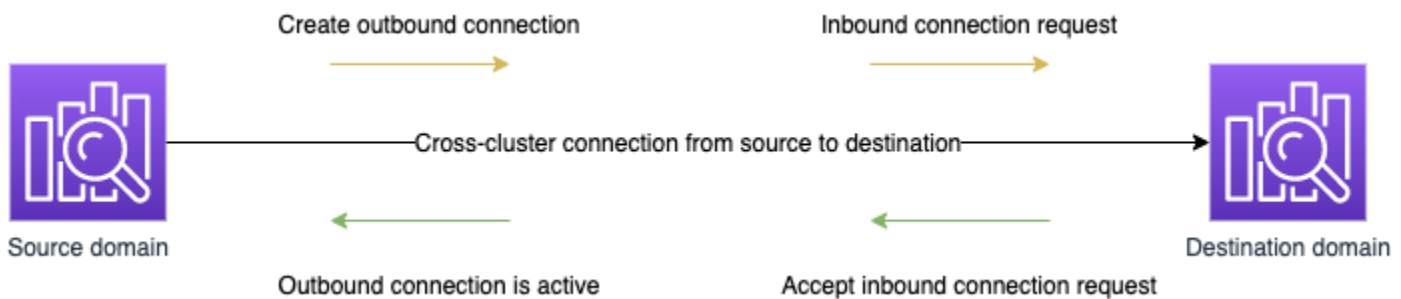 Create outbound connection
Inbound connection request
Cross-cluster connection from source to destination
Source domain
Destination domain
Outbound connection is active
Accept inbound connection request